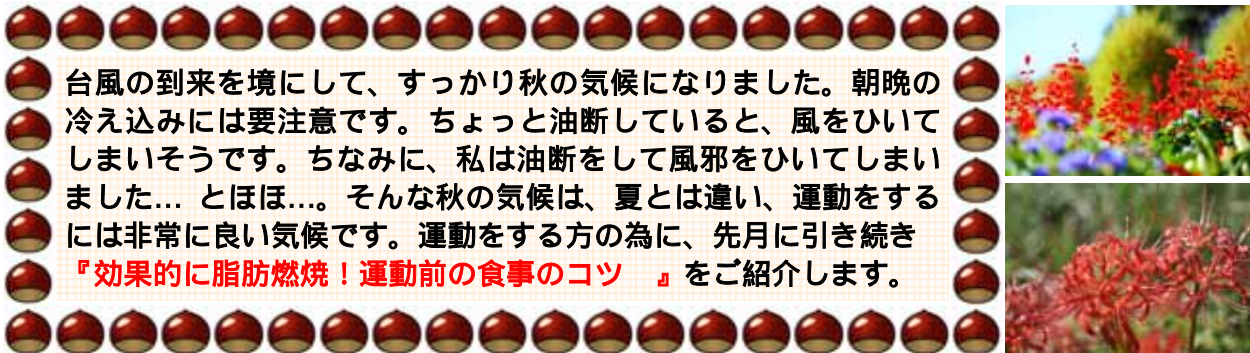 台風の到来を境にして、すっかり秋の気候になりました。朝晩の
冷え込みには要注意です。ちょっと油断していると、風をひいて
しまいそうです。ちなみに、私は油断をして風邪をひいてしまい
ました… とほほ…。そんな秋の気候は、夏とは違い、運動をする
には非常に良い気候です。運動をする方の為に、先月に引き続き
『効果的に脂肪燃焼！運動前の食事のコツ　』をご紹介します。